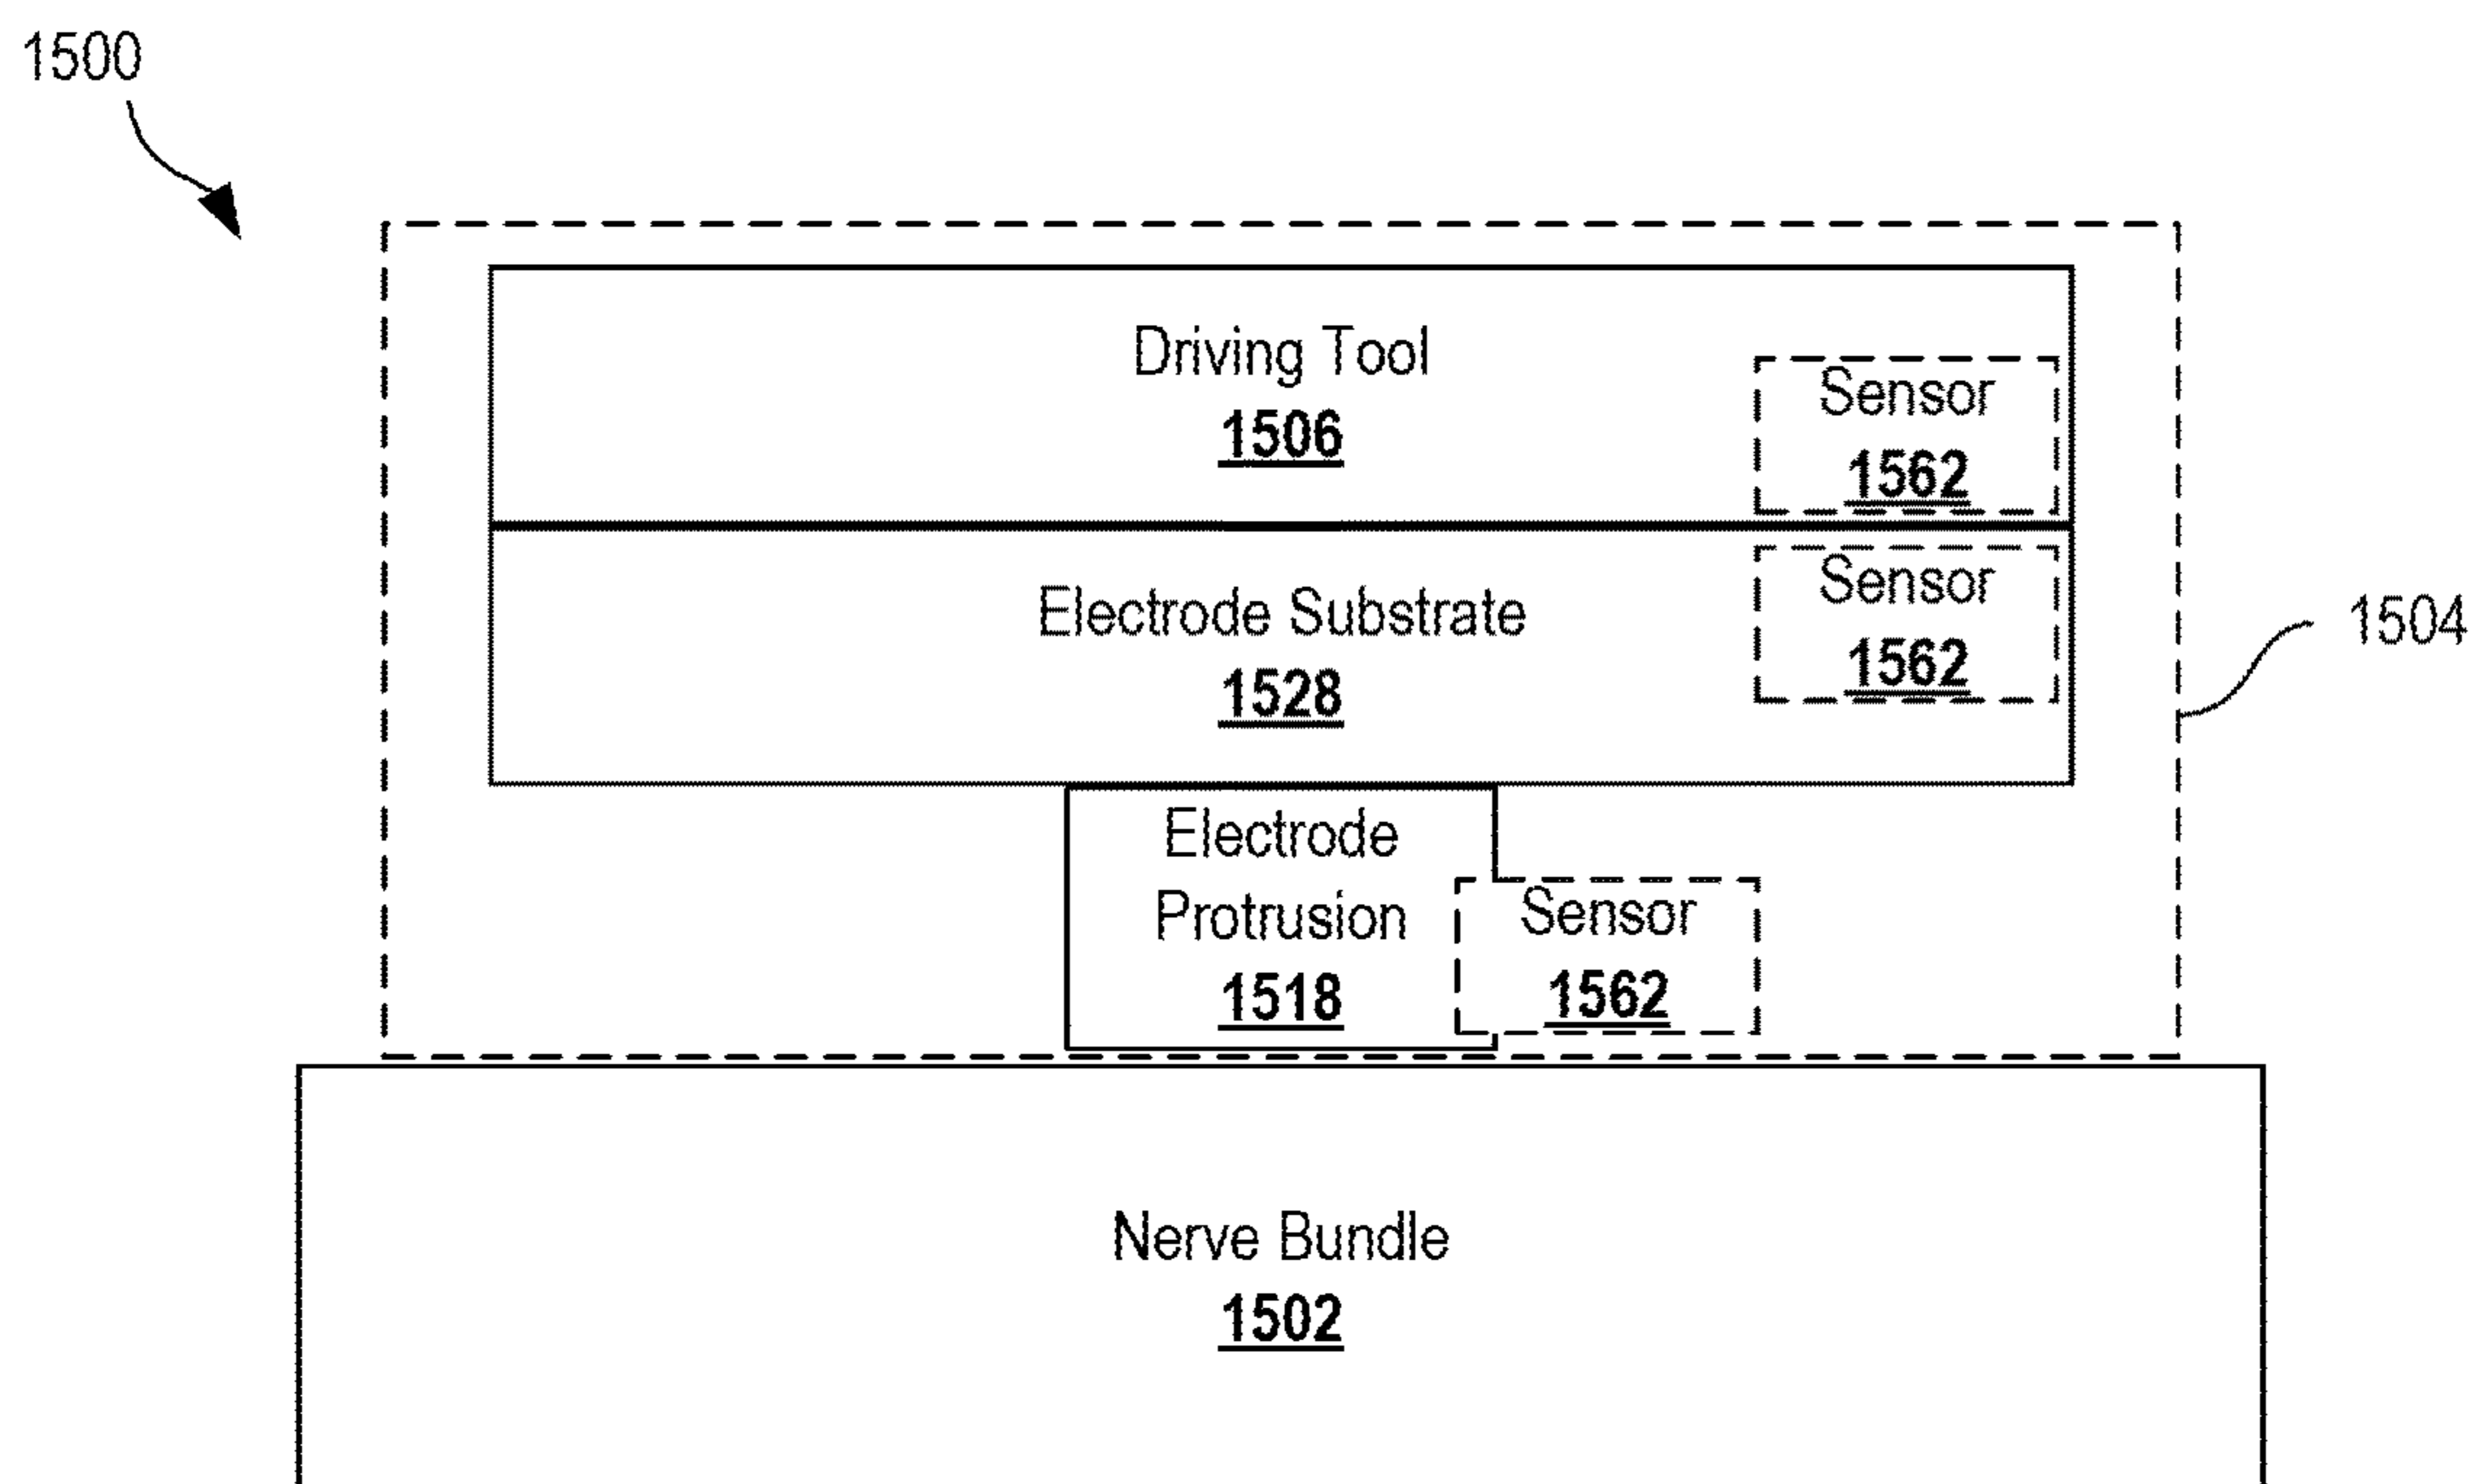 1500
Driving Tool
1506
Sensor
1562
Electrode Substrate
1528
Sensor
1562
1504
Electrode
Protrusion
1518
Sensor
1562
Nerve Bundle
1502